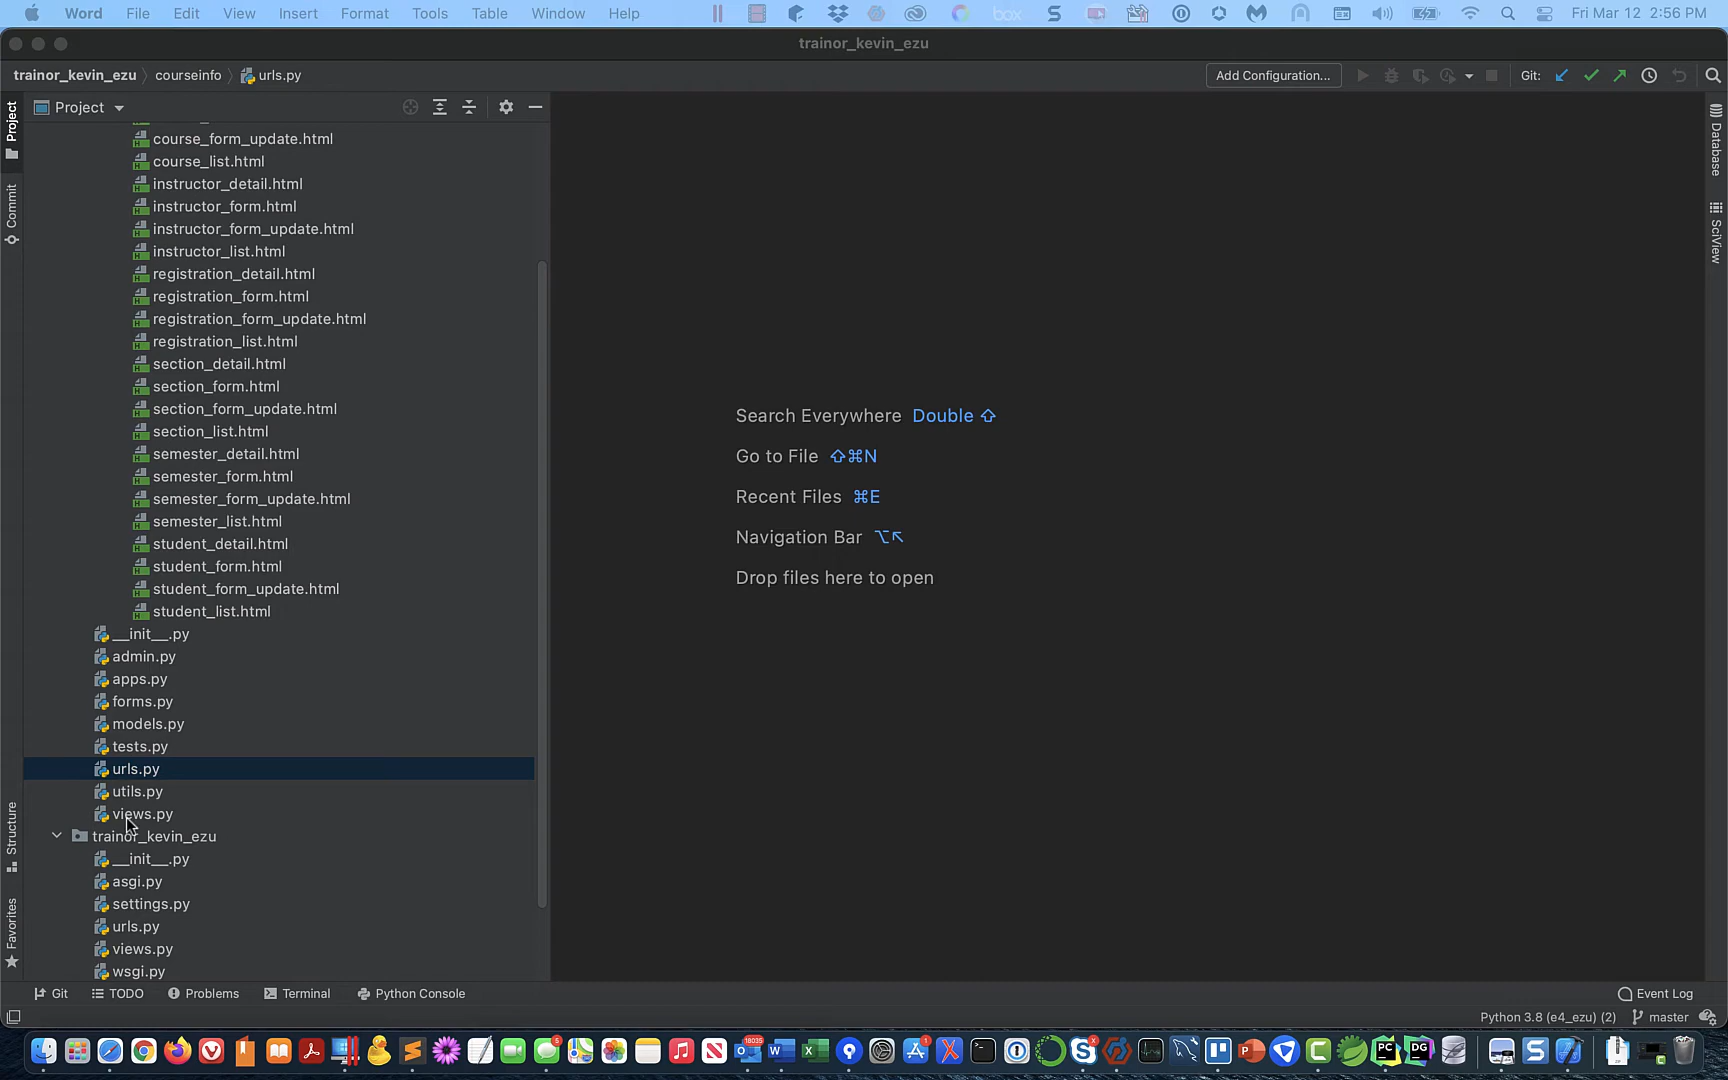 Word File Edit View Insert Format Tools Table Window Help box Fri Mar 12 2:56 PM
trainor_kevin_ezu
trainor_kevin_ezu courseinfo urls.py Add Configuration... Git:
Project
Project
Commit
Structure
Favorites
course_form_update.html
course_list.html
instructor_detail.html
instructor_form.html
instructor_form_update.html
instructor_list.html
registration_detail.html
registration_form.html
registration_form_update.html
registration_list.html
section_detail.html
section_form.html
section_form_update.html
section_list.html
semester_detail.html
semester_form.html
semester_form_update.html
semester_list.html
student_detail.html
student_form.html
student_form_update.html
student_list.html
__init__.py
admin.py
apps.py
forms.py
models.py
tests.py
urls.py
utils.py
views.py
trainor_kevin_ezu
__init__.py
asgi.py
settings.py
urls.py
views.py
wsgi.py
Search Everywhere Double ⇧
Go to File ⇧⌘N
Recent Files ⌘E
Navigation Bar ⌥↖
Drop files here to open
Database
SciView
Git TODO Problems Terminal Python Console Event Log
Python 3.8 (e4_ezu) (2) master
18035
PC DG